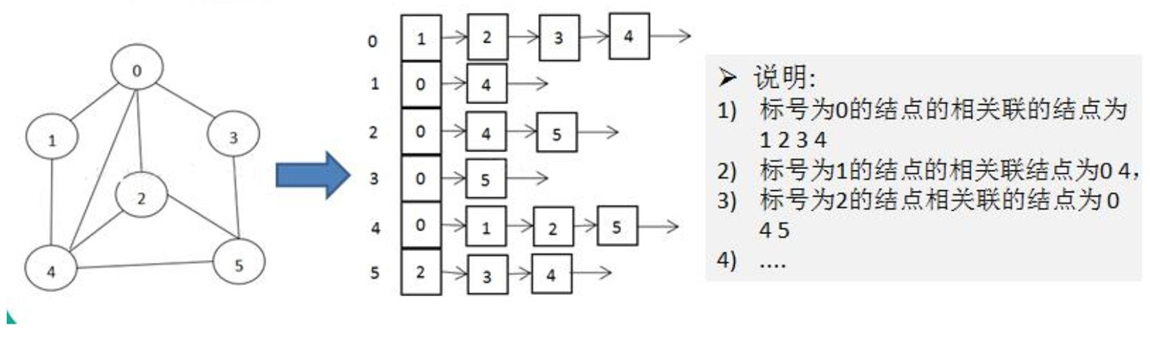 0
1
3
2
4
5
0 1 2 3 4
1 0 4
2 0 4 5
3 0 5
4 0 1 2 5
5 2 3 4
➢ 说明:
1) 标号为0的结点的相关联的结点为
1 2 3 4
2) 标号为1的结点的相关联结点为0 4，
3) 标号为2的结点相关联的结点为0
4 5
4) ....